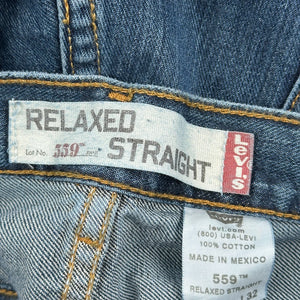 RELAXED
Lot No. 559
STRAIGHT
Levi's
levi.com
(800) USA-LEVI
100% COTTON
MADE IN MEXICO
559™
RELAXED STRAIGHT
L 32